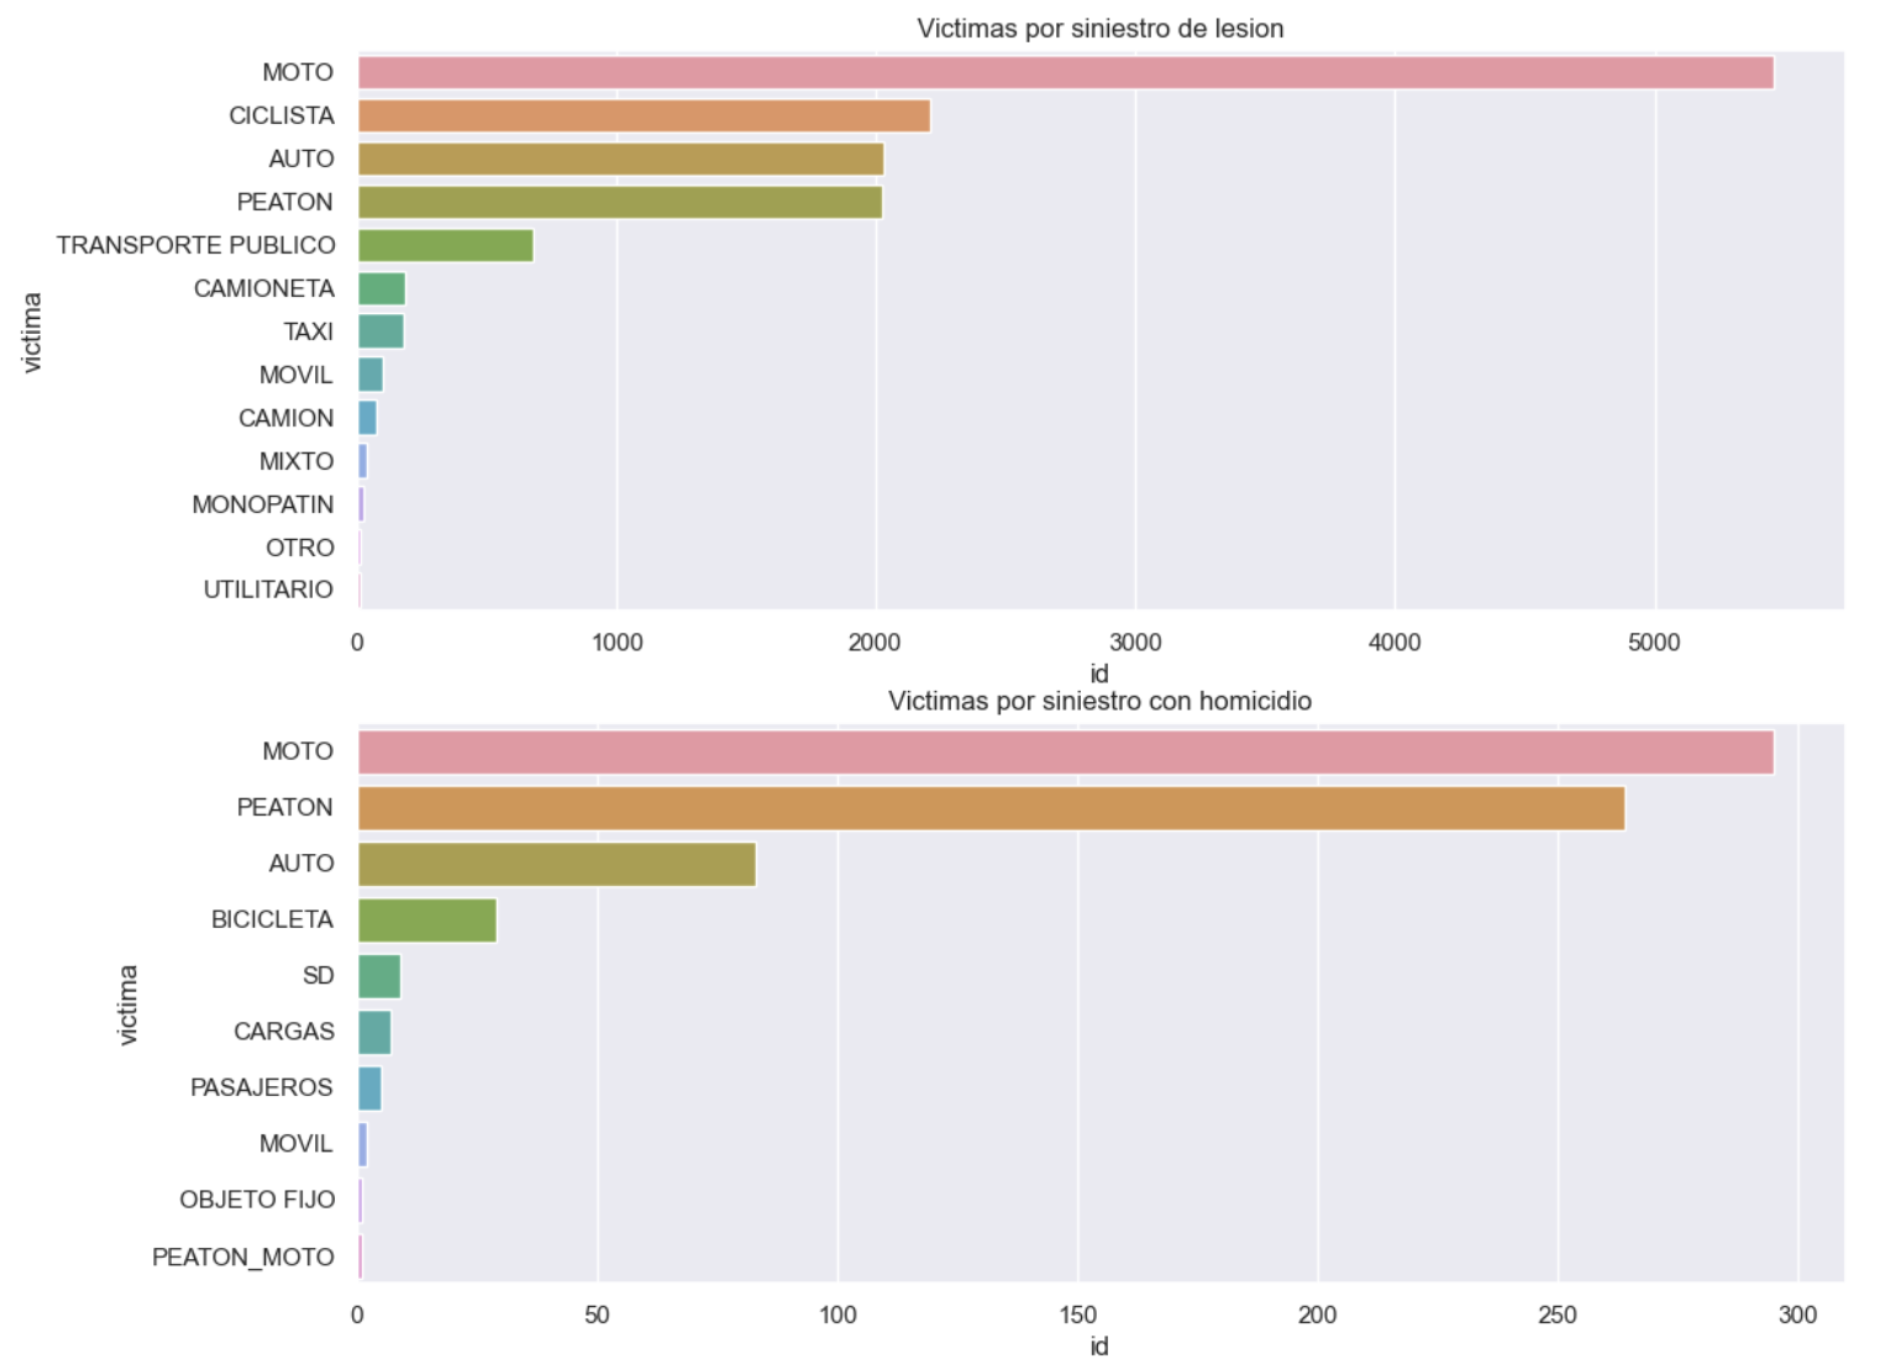 Victimas por siniestro de lesion
victima
MOTO
CICLISTA
AUTO
PEATON
TRANSPORTE PUBLICO
CAMIONETA
TAXI
MOVIL
CAMION
MIXTO
MONOPATIN
OTRO
UTILITARIO
0 1000 2000 3000 4000 5000
id
Victimas por siniestro con homicidio
victima
MOTO
PEATON
AUTO
BICICLETA
SD
CARGAS
PASAJEROS
MOVIL
OBJETO FIJO
PEATON_MOTO
0 50 100 150 200 250 300
id